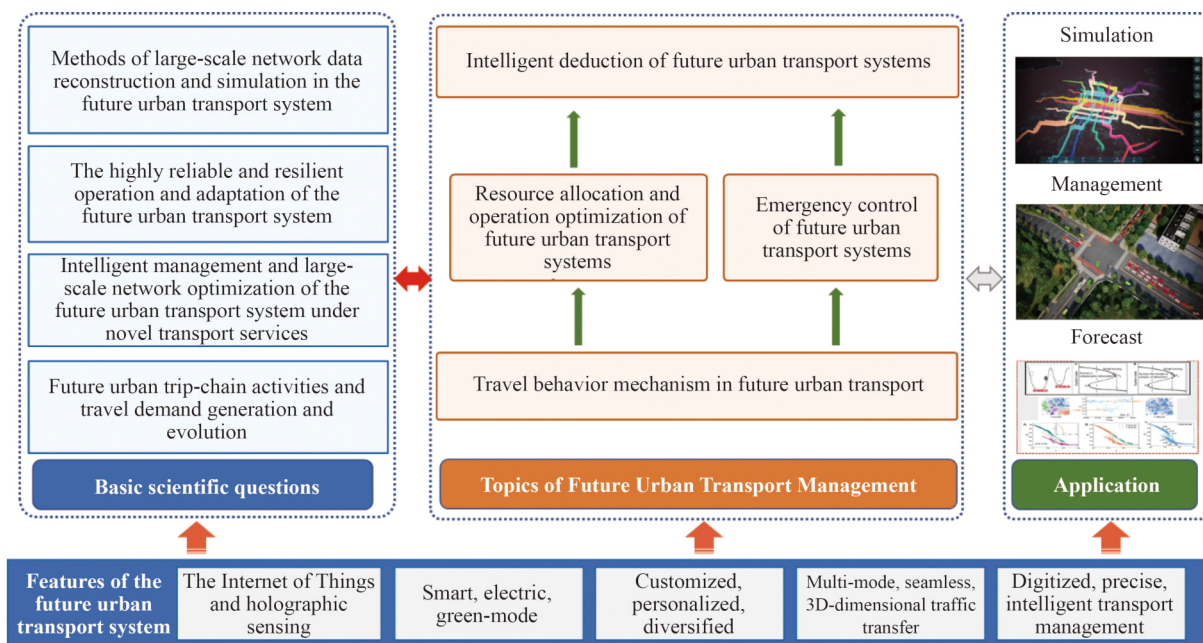 Methods of large-scale network data
reconstruction and simulation in the
future urban transport system
The highly reliable and resilient
operation and adaptation of the
future urban transport system
Intelligent management and large-
scale network optimization of the
future urban transport system under
novel transport services
Future urban trip-chain activities and
travel demand generation and
evolution
Basic scientific questions
Intelligent deduction of future urban transport systems
Resource allocation and
operation optimization of
future urban transport
systems
Emergency control
of future urban
transport systems
Travel behavior mechanism in future urban transport
Topics of Future Urban Transport Management
Simulation
Management
Forecast
Application
Features of the
future urban
transport system
The Internet of Things
and holographic
sensing
Smart, electric,
green-mode
Customized,
personalized,
diversified
Multi-mode, seamless,
3D-dimensional traffic
transfer
Digitized, precise,
intelligent transport
management